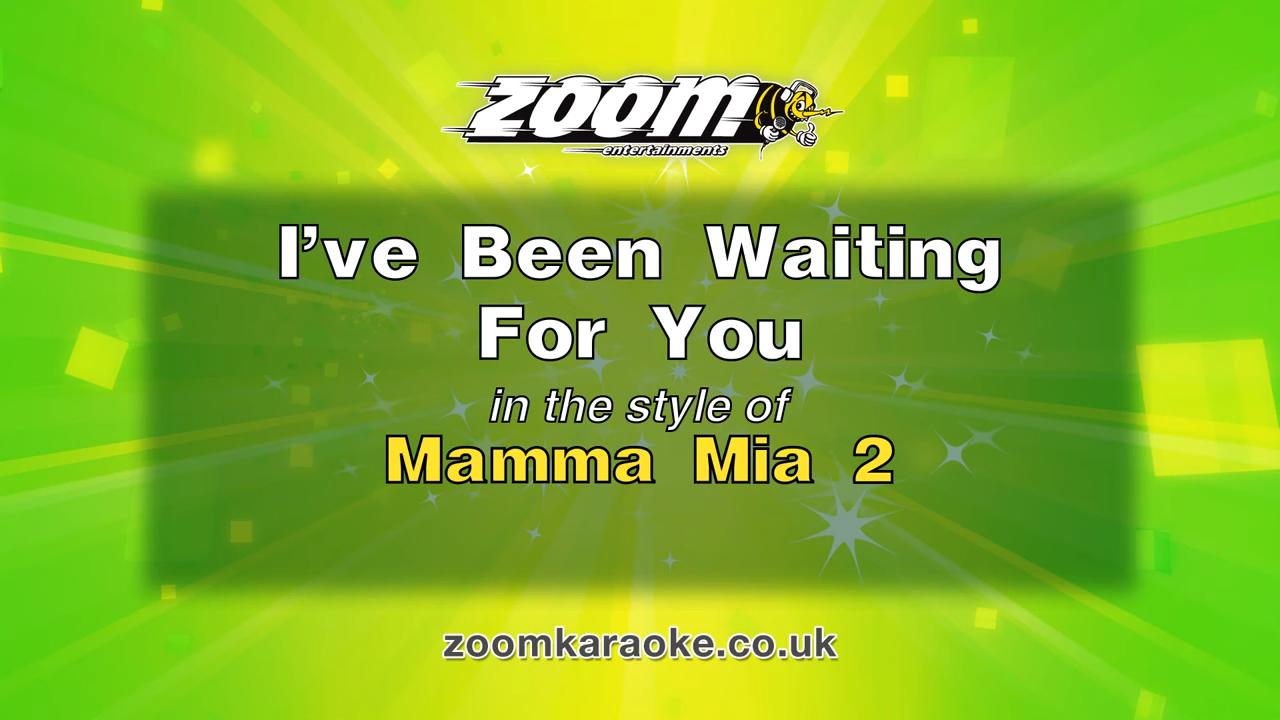 zoom
entertainments
I've Been Waiting
For You
in the style of
Mamma Mia 2
zoomkaraoke.co.uk